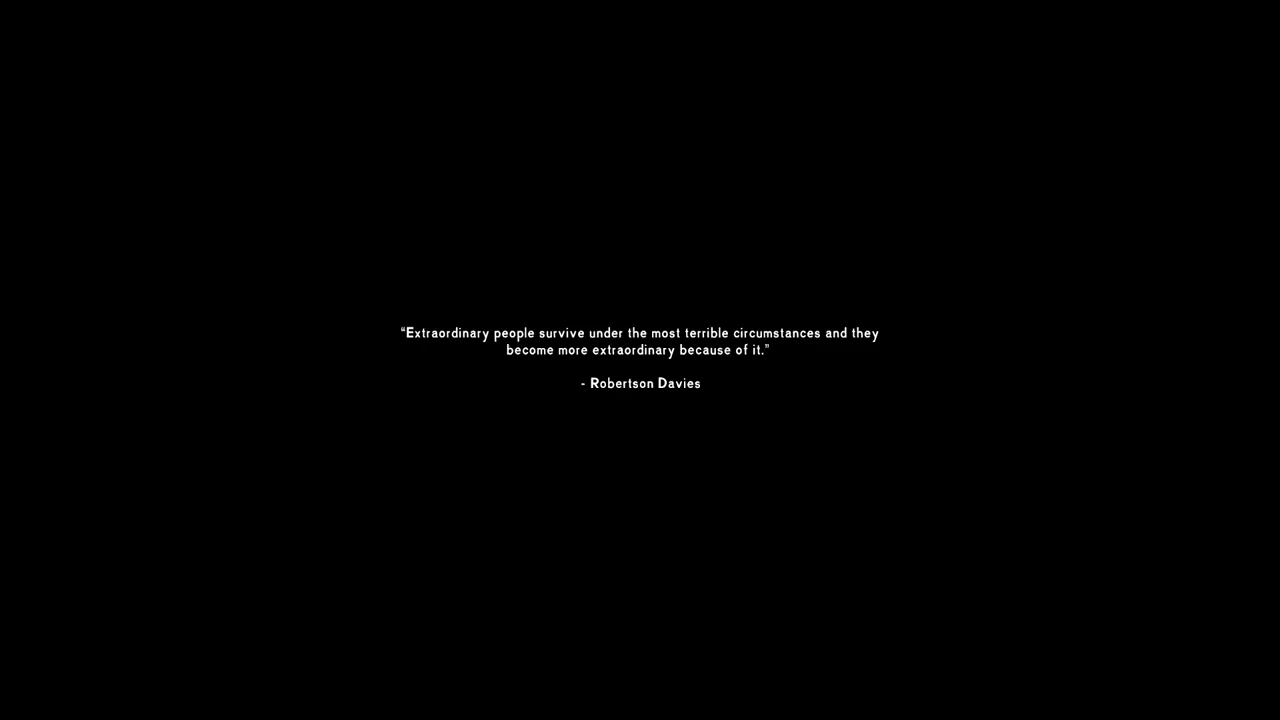 “Extraordinary people survive under the most terrible circumstances and they
become more extraordinary because of it.”
- Robertson Davies